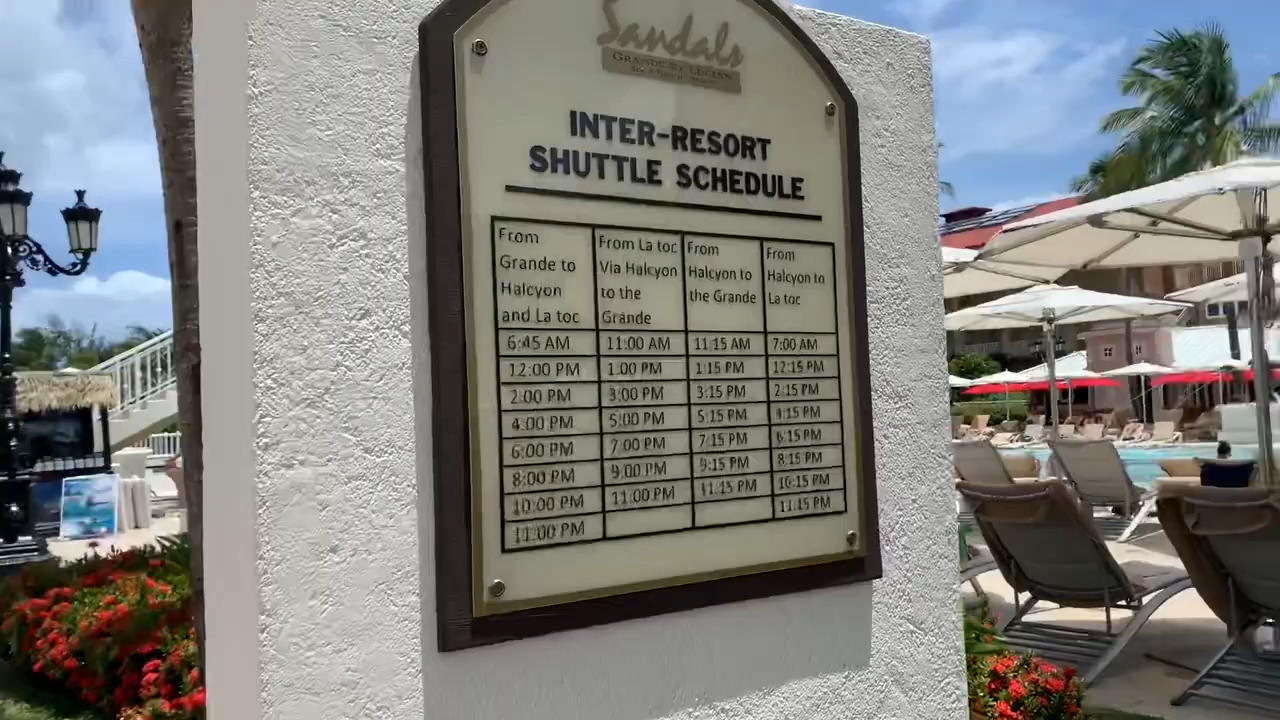 Sandals
GRANDE ST. LUCIAN
INTER-RESORT
SHUTTLE SCHEDULE
From
Grande to
Halcyon
and La toc
From La toc
Via Halcyon
to the
Grande
From
Halcyon to
the Grande
From
Halcyon to
La toc
6:45 AM 11:00 AM 11:15 AM 7:00 AM
12:00 PM 1:00 PM 1:15 PM 12:15 PM
2:00 PM 3:00 PM 3:15 PM 2:15 PM
4:00 PM 5:00 PM 5:15 PM 4:15 PM
6:00 PM 7:00 PM 7:15 PM 6:15 PM
8:00 PM 9:00 PM 9:15 PM 8:15 PM
10:00 PM 11:00 PM 11:15 PM 10:15 PM
11:00 PM 11:15 PM